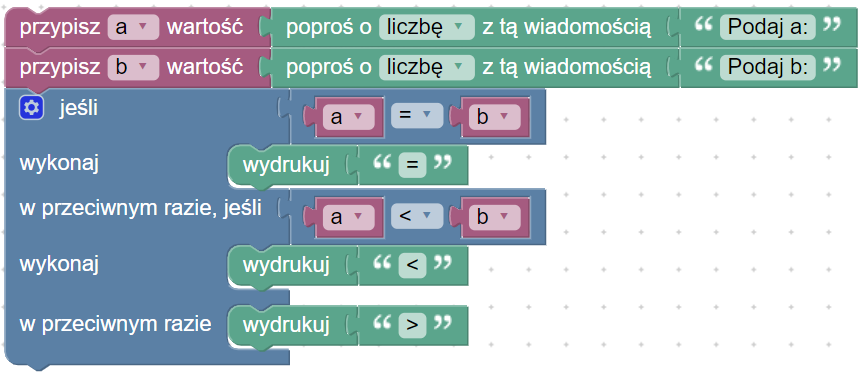 przypisz a wartość poproś o liczbę z tą wiadomością “ Podaj a: ”
przypisz b wartość poproś o liczbę z tą wiadomością “ Podaj b: ”
jeśli a = b
wykonaj wydrukuj “ = ”
w przeciwnym razie, jeśli a < b
wykonaj wydrukuj “ < ”
w przeciwnym razie wydrukuj “ > ”